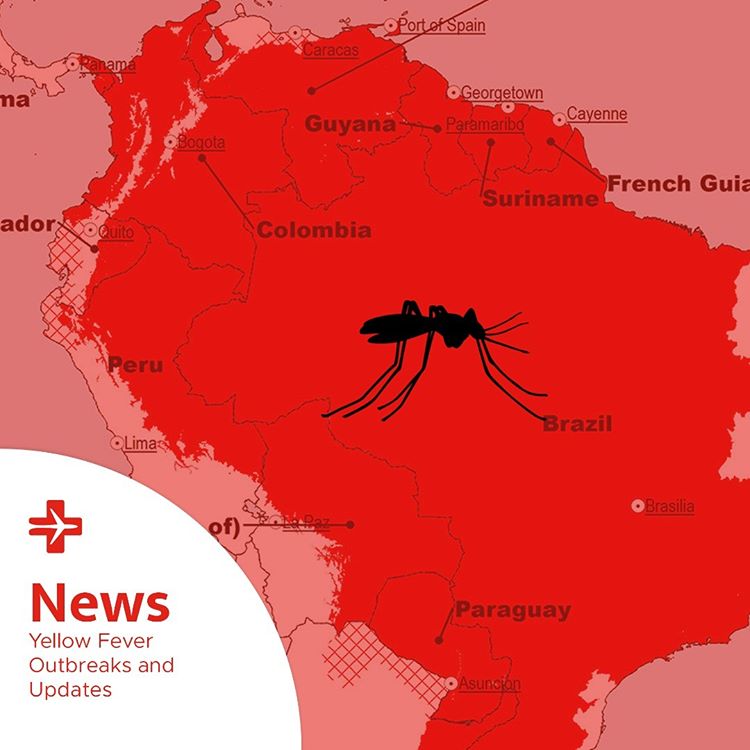 Port of Spain
Caracas
Panama
ma
Georgetown
Cayenne
Guyana
Paramaribo
Bogota
French Guia
Suriname
ador
Quito
Colombia
Peru
Brazil
Lima
Brasilia
of)
La Paz
Paraguay
Asuncion
News
Yellow Fever
Outbreaks and
Updates